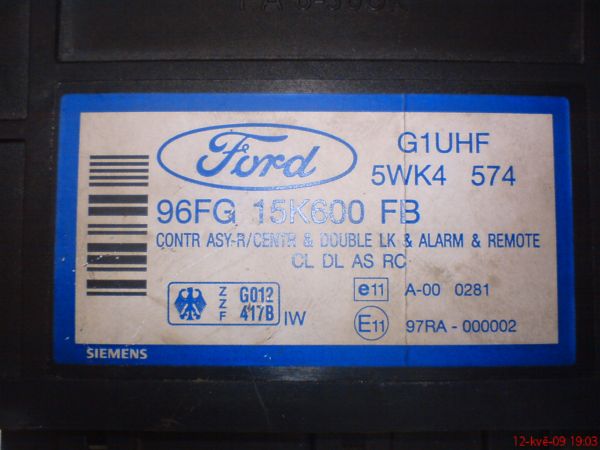 Ford
G1UHF
5WK4 574
96FG 15K600 FB
CONTR ASY-R/CENTR & DOUBLE LK & ALARM & REMOTE
CL DL AS RC
ZZF G012 417B IW
e11 A-00 0281
E11 97RA-000002
SIEMENS
12-kvě-09 19:03